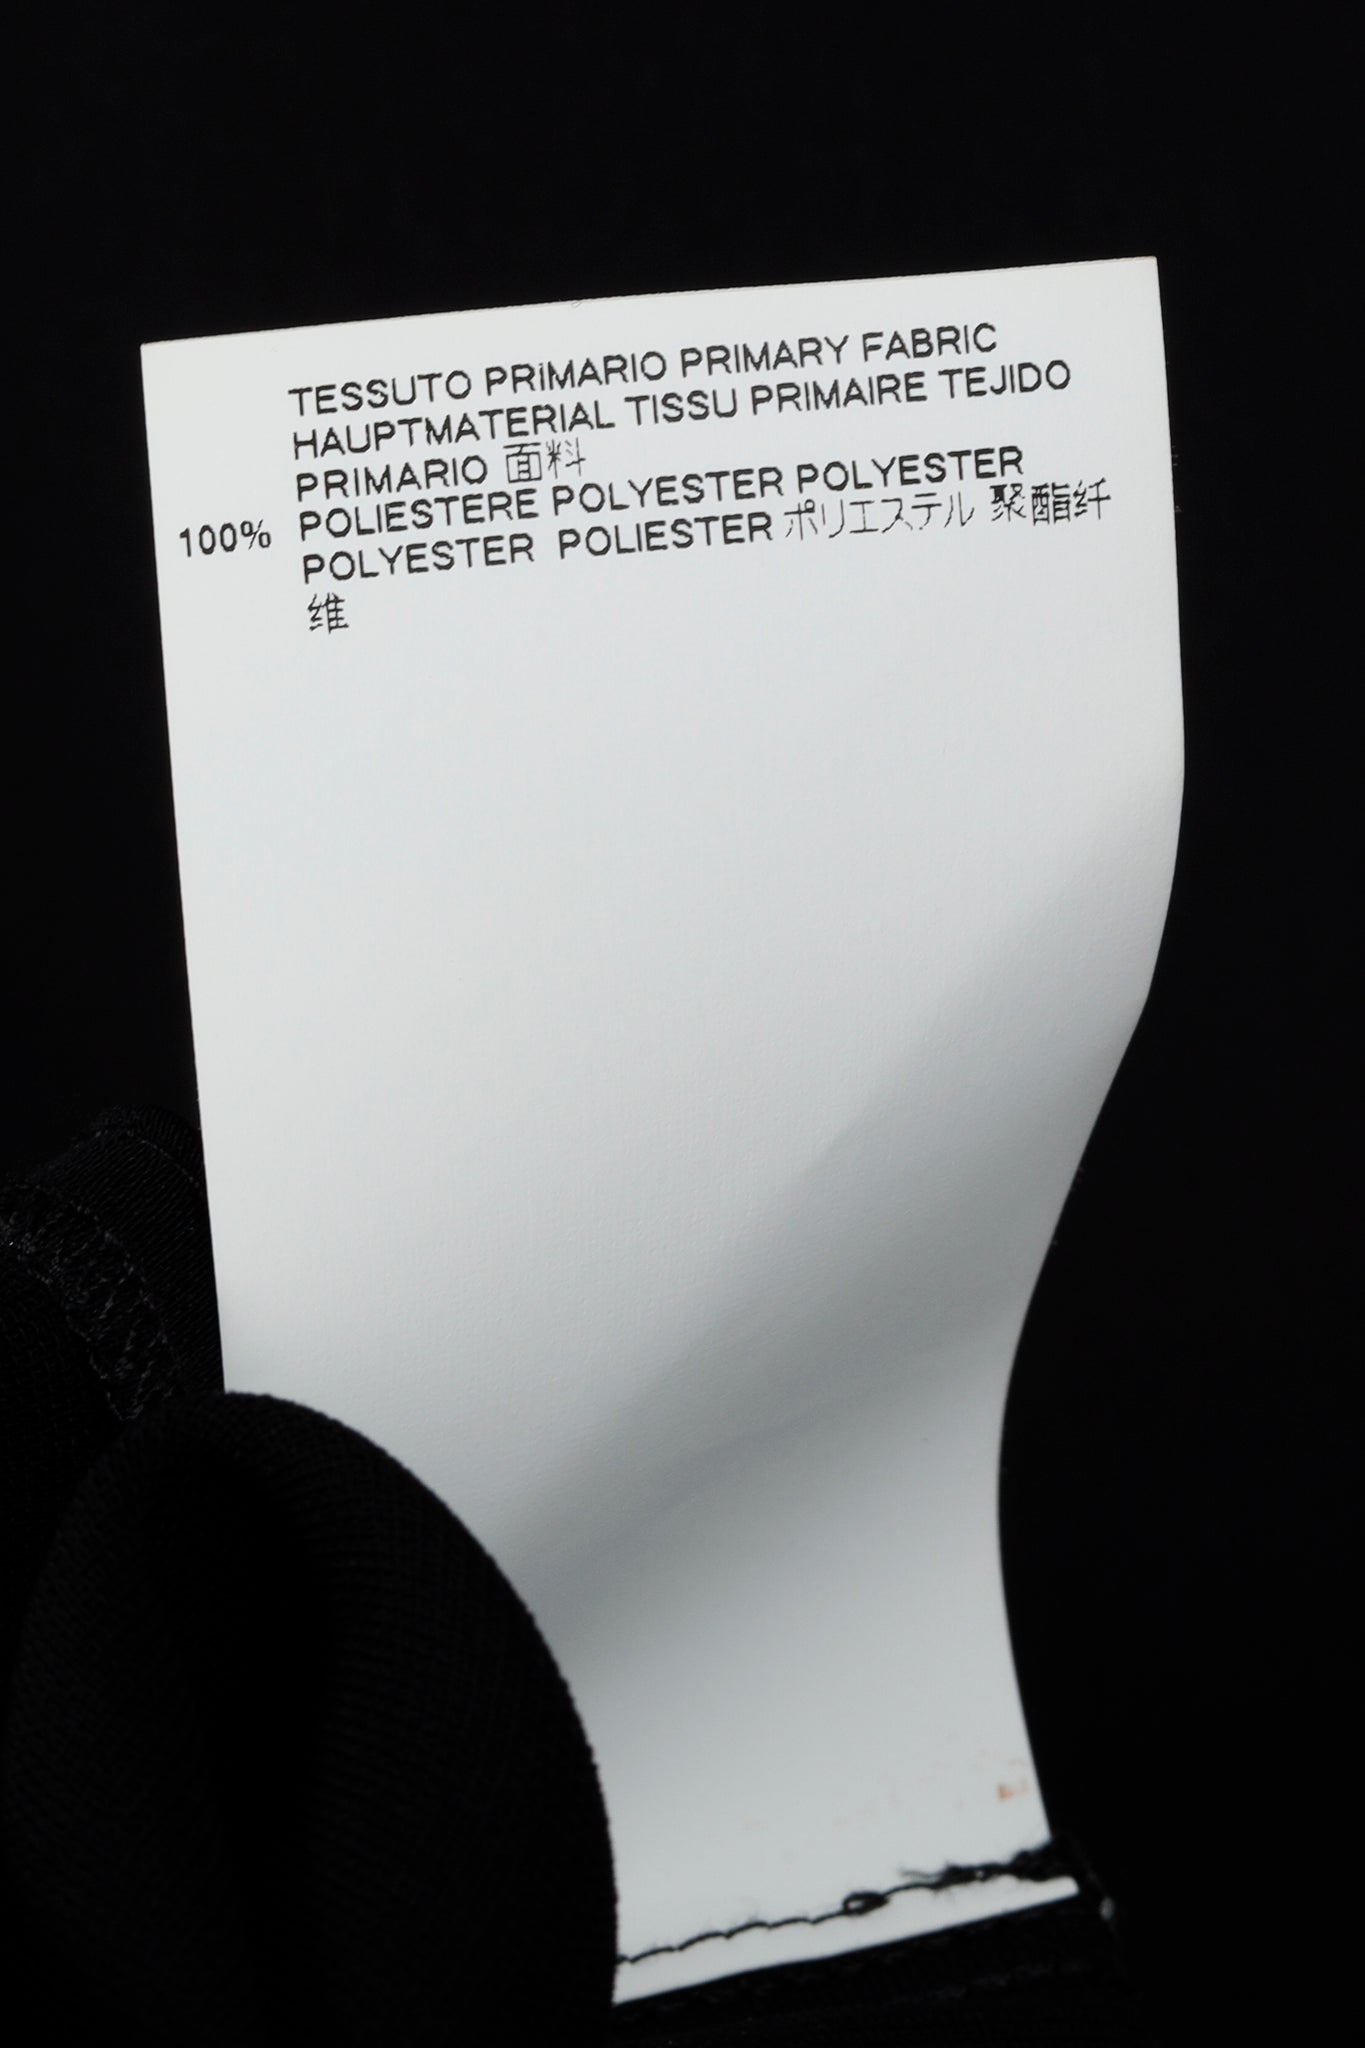 TESSUTO PRIMARIO PRIMARY FABRIC
HAUPTMATERIAL TISSU PRIMAIRE TEJIDO
PRIMARIO 面料
100% POLIESTERE POLYESTER POLYESTER
POLYESTER POLIESTER ポリエステル 聚酯纤
维